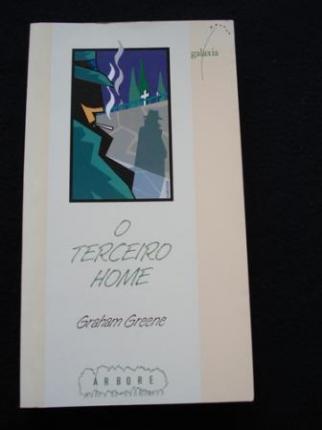 galaxia
O
TERCEIRO
HOME
Graham Greene
ÁRBORE